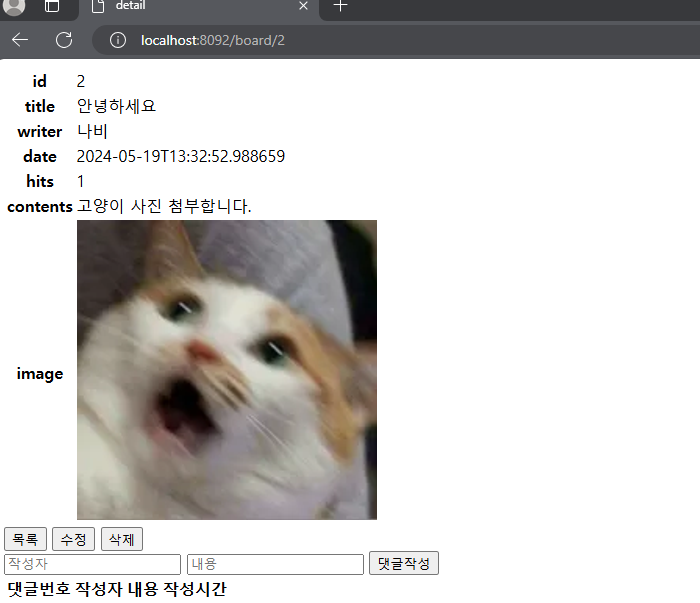 detail
localhost:8092/board/2
id 2
title 안녕하세요
writer 나비
date 2024-05-19T13:32:52.988659
hits 1
contents 고양이 사진 첨부합니다.
image
목록 수정 삭제
작성자 내용 댓글작성
댓글번호 작성자 내용 작성시간